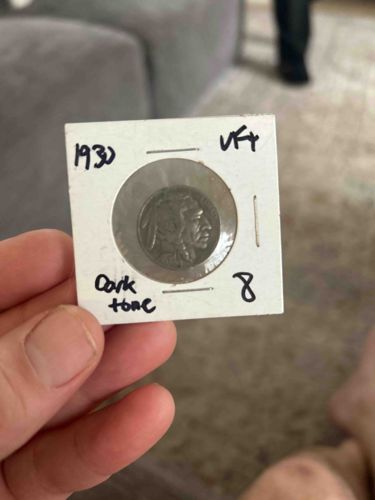 1930 VF+
Dark 8
tone